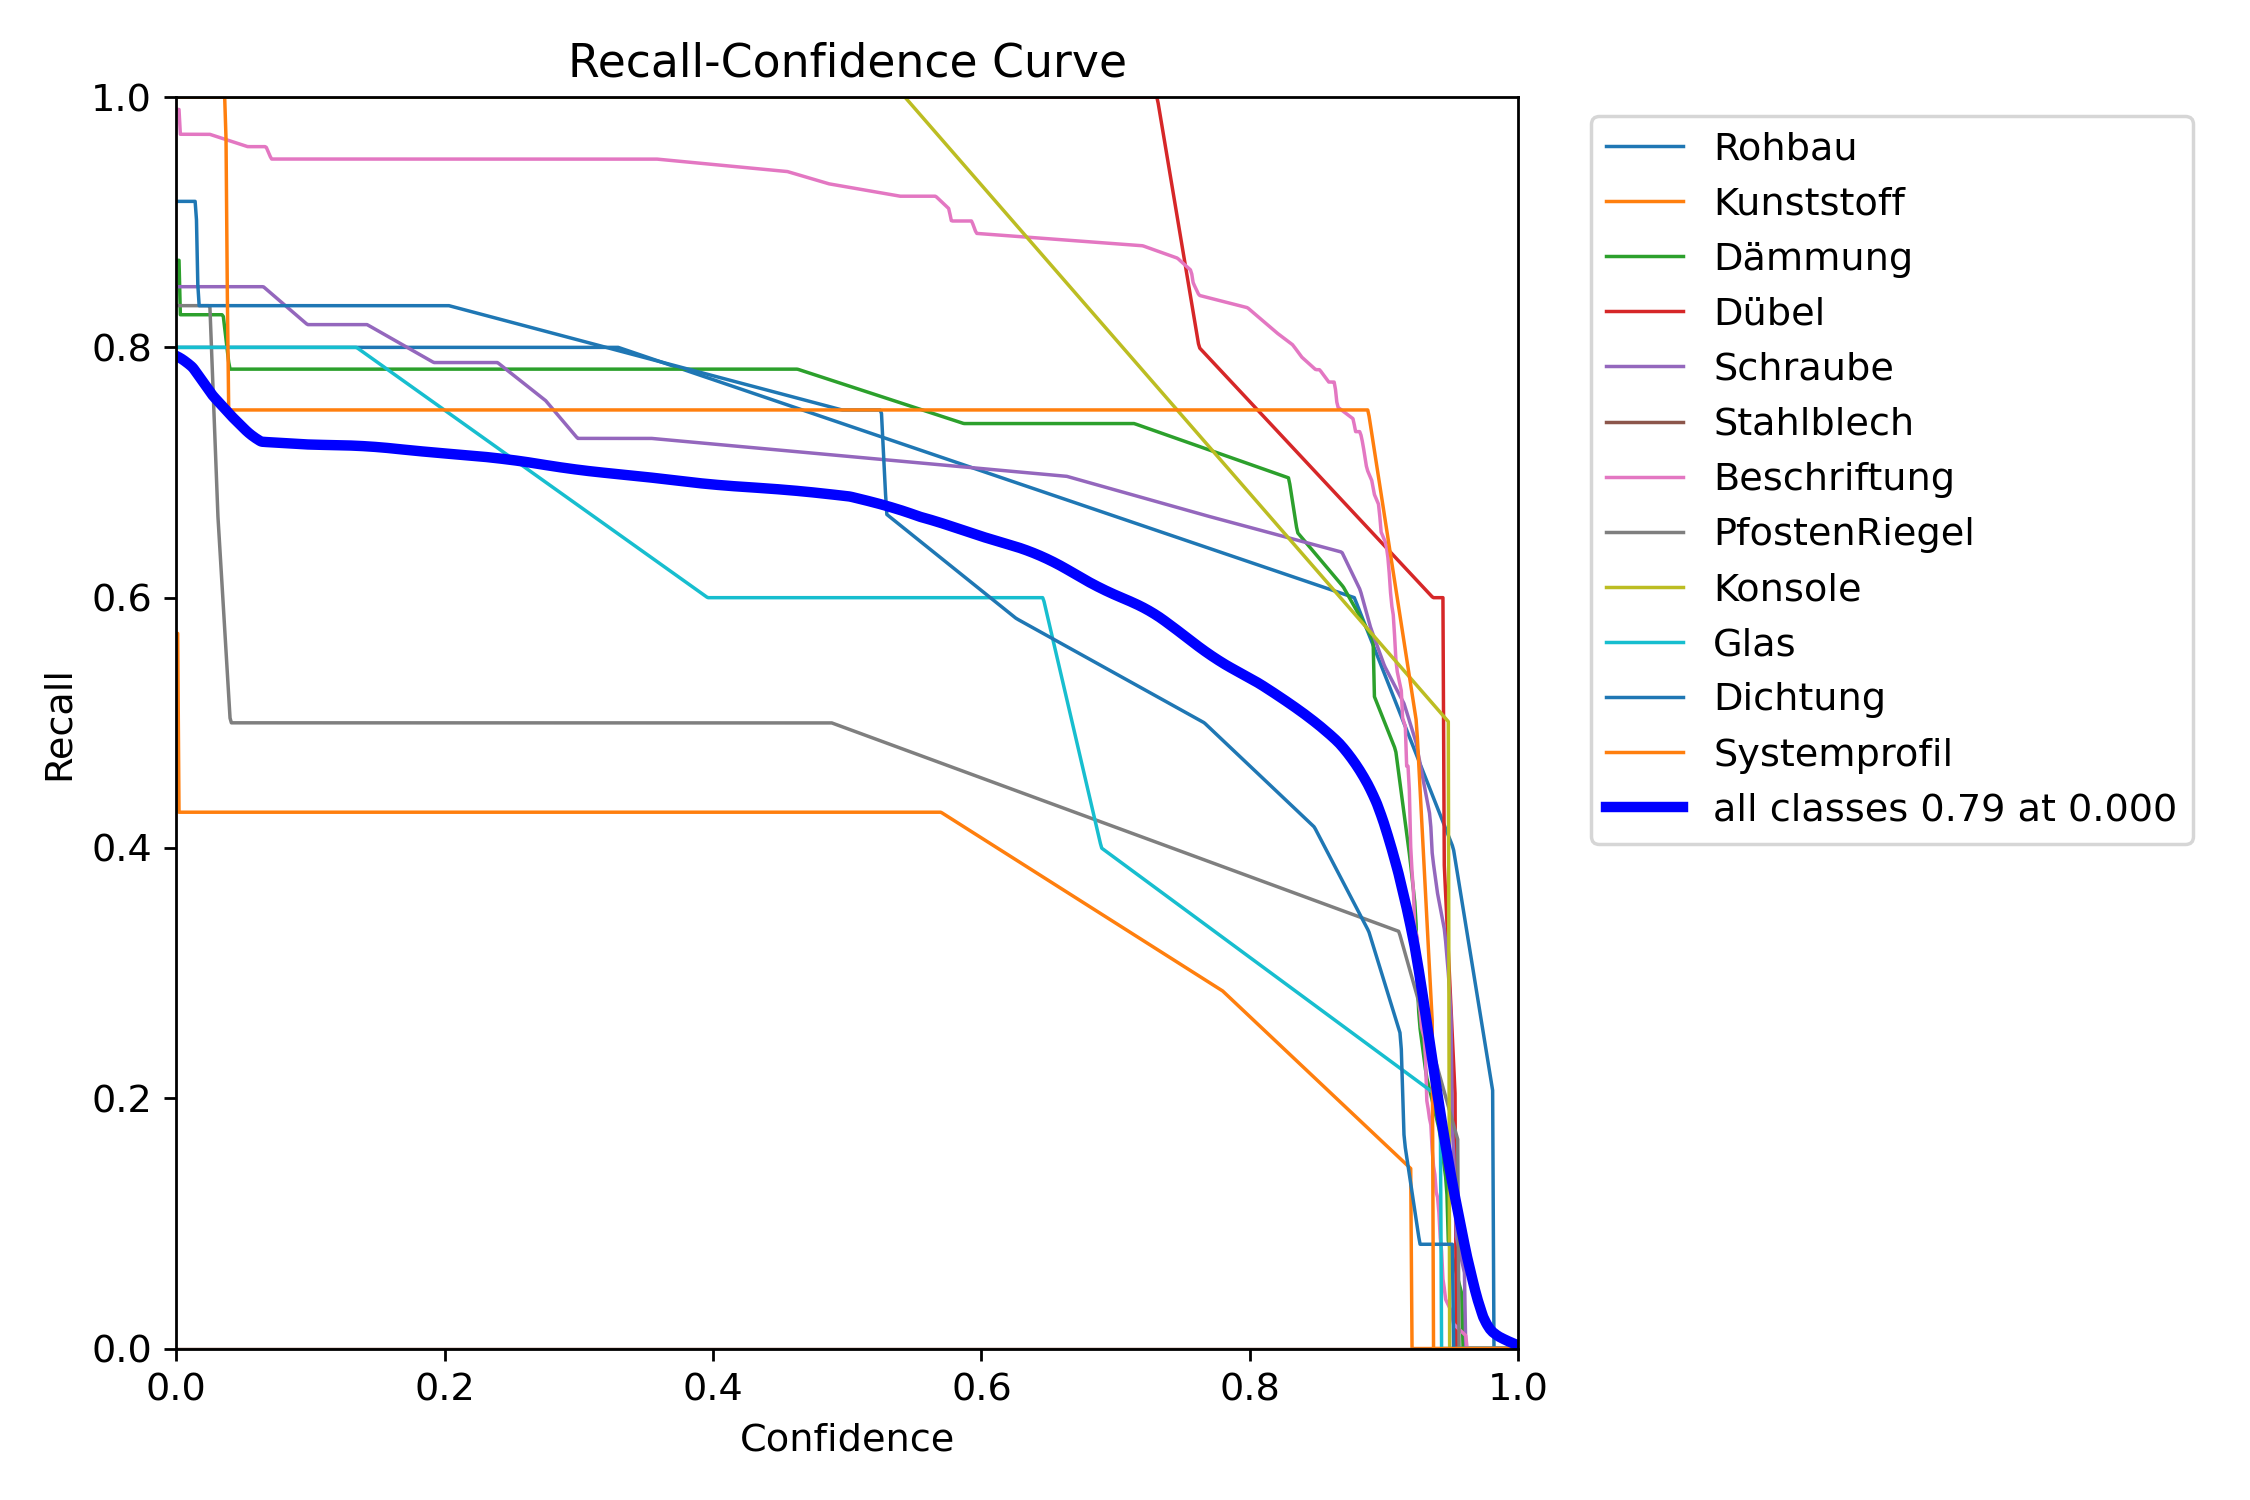 Recall-Confidence Curve
1.0
0.8
0.6
0.4
0.2
0.0
Recall
0.0 0.2 0.4 0.6 0.8 1.0
Confidence
Rohbau
Kunststoff
Dämmung
Dübel
Schraube
Stahlblech
Beschriftung
PfostenRiegel
Konsole
Glas
Dichtung
Systemprofil
all classes 0.79 at 0.000